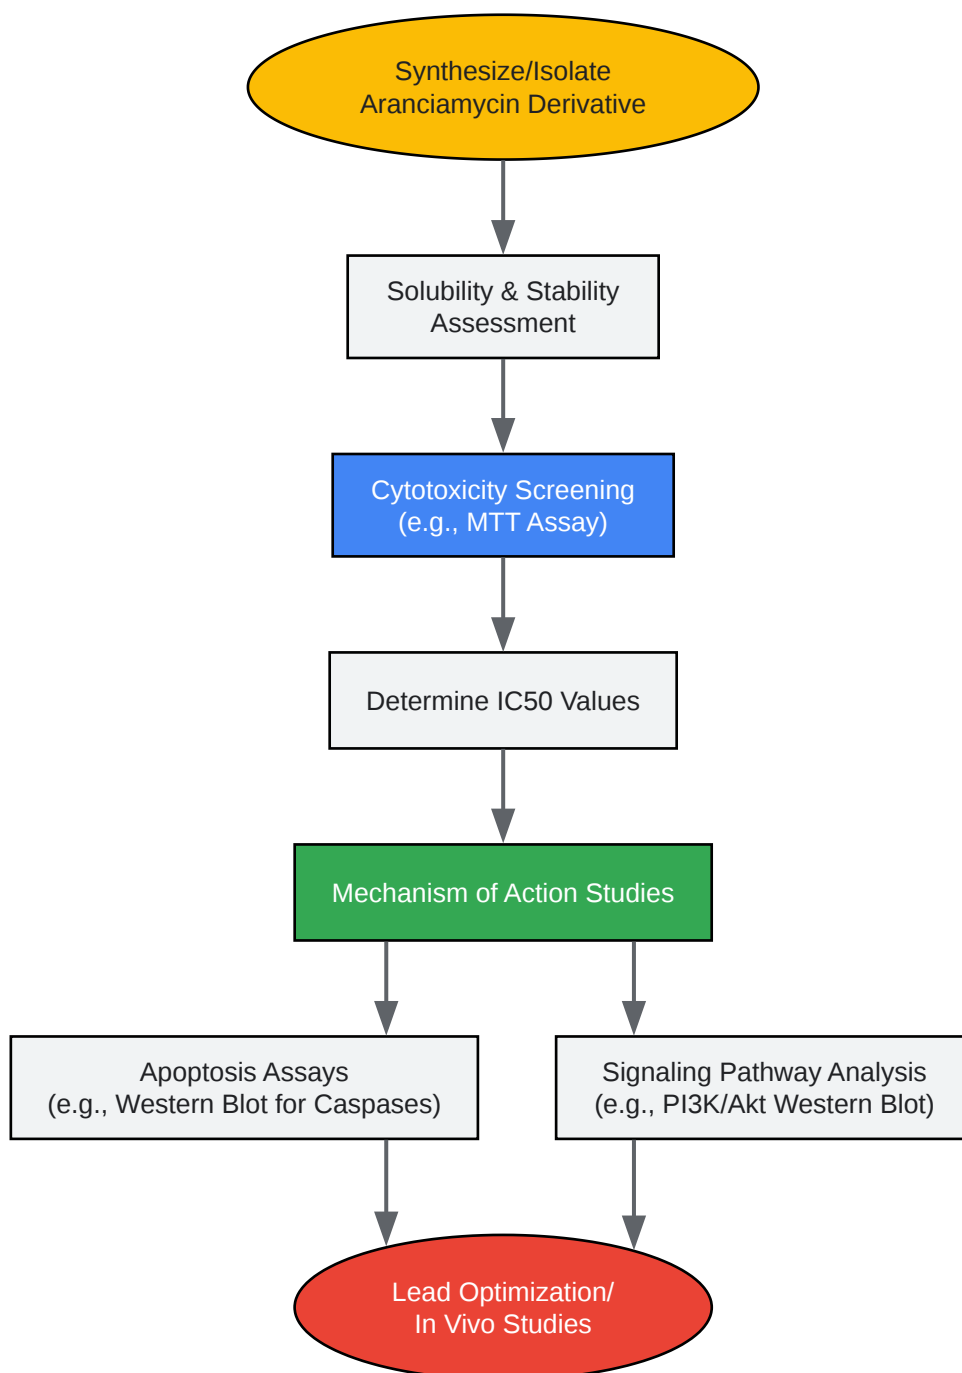 Synthesize/Isolate
Aranciamycin Derivative
Solubility & Stability
Assessment
Cytotoxicity Screening
(e.g., MTT Assay)
Determine IC50 Values
Mechanism of Action Studies
Apoptosis Assays
(e.g., Western Blot for Caspases)
Signaling Pathway Analysis
(e.g., PI3K/Akt Western Blot)
Lead Optimization/
In Vivo Studies